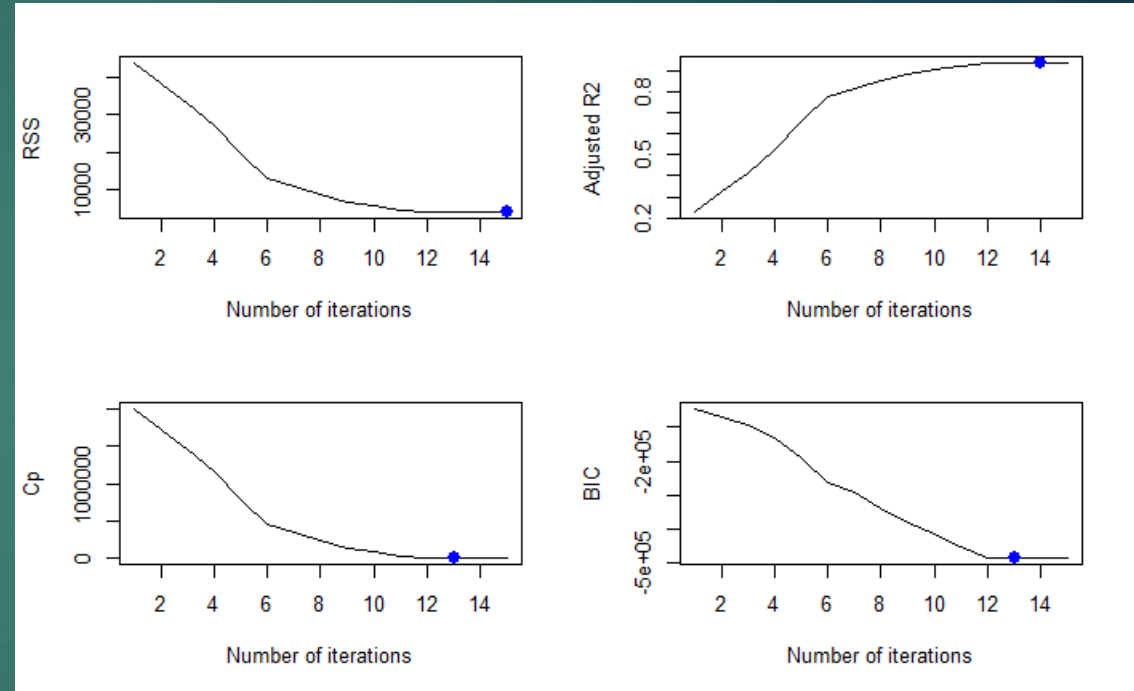 RSS
30000
10000
2 4 6 8 10 12 14
Number of iterations
Adjusted R2
0.8
0.5
0.2
2 4 6 8 10 12 14
Number of iterations
Cp
1000000
0
2 4 6 8 10 12 14
Number of iterations
BIC
-2e+05
-5e+05
2 4 6 8 10 12 14
Number of iterations